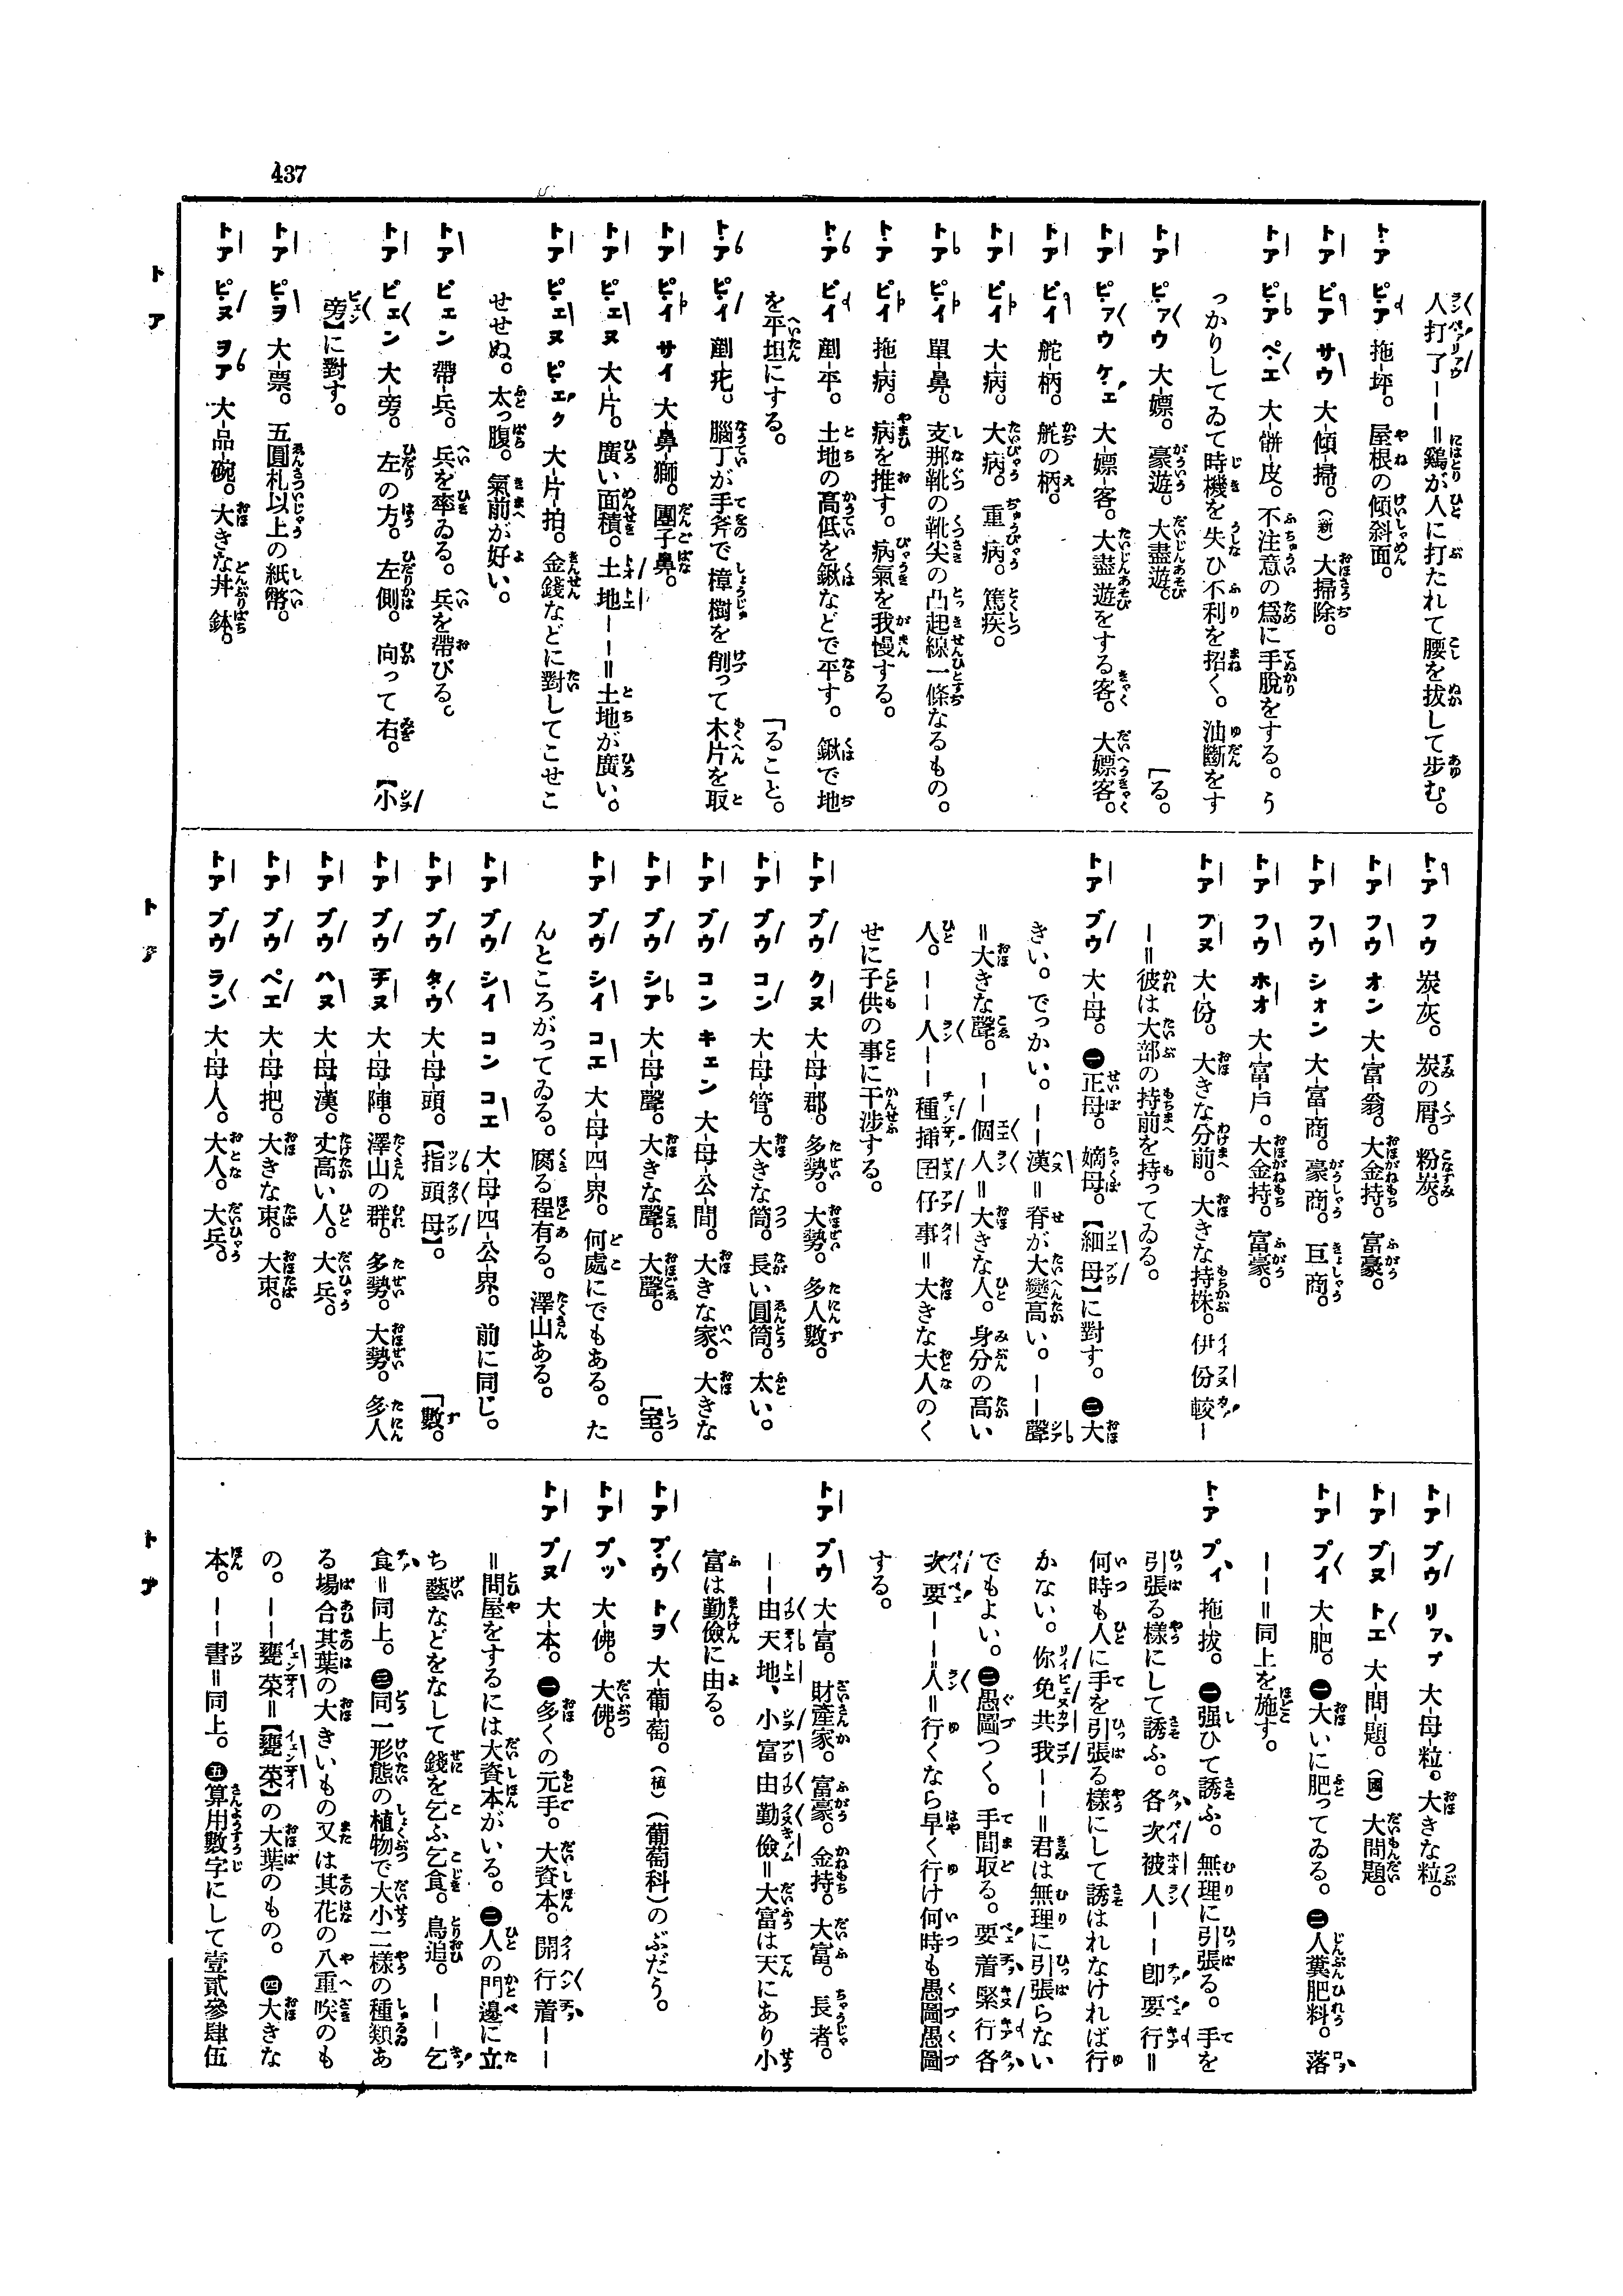 437
人打了ーー＝鷄が人に打たれて腰を拔して步む。
トア ピア 拖-坪。屋根の傾斜面。
トア ピア サウ 大-傾-掃。(新)大掃除。
トア ピア ペエ 大-餠-皮。不注意の爲に手脫をする。う
つかりしてゐて時機を失ひ不利を招く。油斷をす
トア ピァウ 大-嫖。豪遊。大盡遊。 「る。
トア ピァウ ケェ 大-嫖-客。大盡遊をする客。大嫖客。
トア ピイ 舵-柄。舵の柄。
トア ピイ 大-病。大病。重病。篤疾。
トア ピイ 單-鼻。支那靴の靴尖の凸起線一條なるもの。
トア ピイ 拖-病。病を推す。病氣を我慢する。
トア ピイ 剷-平。土地の高低を鍬などで平す。鍬で地
を平坦にする。 「ること。
トア ピイ 剷-疕。腦丁が手斧で樟樹を削って木片を取
トア ピイ サイ 大-鼻-獅。團子鼻。
トア ピェヌ 大-片。廣い面積。土地ーー＝土地が廣い。
トア ピェヌ ピェク 大-片-拍。金錢などに對してこせこ
せせぬ。太っ腹。氣前が好い。
トア ピェン 帶-兵。兵を率ゐる。兵を帶びる。
トア ピェン 大-旁。左の方。左側。向って右。【小
旁】に對す。
トア ピヲ 大-票。五圓札以上の紙幣。
トア ピヌ ヲア 大-品-碗。大きな丼鉢。
トア フウ 炭-灰。炭の屑。粉炭。
トア フウ オン 大-富-翁。大金持。富豪。
トア フウ シォン 大-富-商。豪商。巨商。
トア フウ ホオ 大-富-戶。大金持。富豪。
トア フヌ 大-份。大きな分前。大きな持株。伊份較ー
ー＝彼は大部の持前を持ってゐる。
トア ブウ 大-母。㊀正母。嫡母。【細母】に對す。㊁大
きい。でっかい。ーー漢＝脊が大變高い。ーー聲
＝大きな聲。ーー個人＝大きな人。身分の高い
人。ーー人ーー種揷囝仔事＝大きな大人のく
せに子供の事に干涉する。
トア ブウ クヌ 大-母-郡。多勢。大勢。多人數。
トア ブウ コン 大-母-管。大きな筒。長い圓筒。太い。
トア ブウ コン キェン 大-母-公-間。大きな家。大きな
トア ブウ シア 大-母-聲。大きな聲。大聲。 「室。
トア ブウ シイ コエ 大-母-四-界。何處にでもある。た
んところがってゐる。腐る程有る。澤山ある。
トア ブウ シイ コン コエ 大-母-四-公-界。前に同じ。
トア ブウ タウ 大-母-頭。【指頭母】。 「數。
トア ブウ チヌ 大-母-陣。澤山の群。多勢。大勢。多人
トア ブウ ハヌ 大-母-漢。丈高い人。大兵。
トア ブウ ペエ 大-母-把。大きな束。大束。
トア ブウ ラン 大-母-人。大人。大兵。
トア ブウ リァプ 大-母-粒。大きな粒。
トア ブヌ トエ 大-問-題。(國)大問題。
トア プイ 大-肥。㊀大いに肥ってゐる。㊁人糞肥料。落
ーー＝同上を施す。
トア プイ 拖-拔。㊀强ひて誘ふ。無理に引張る。手を
引張る樣にして誘ふ。各次被人ーー卽要行＝
何時も人に手を引張る樣にして誘はれなければ行
かない。你免共我ーー＝君は無理に引張らない
でもよい。㊁愚圖つく。手間取る。要着緊行各
次要ーー＝人＝行くなら早く行け何時も愚圖愚圖
する。
トア プウ 大-富。財產家。富豪。金持。大富。長者。
ーー由天地、小富由勤儉＝大富は天にあり小
富は勤儉に由る。
トア プウ トヲ 大-葡-萄。(植)(葡萄科)のぶだう。
トア プッ 大-佛。大佛。
トア プヌ 大-本。㊀多くの元手。大資本。開行着ーー
＝問屋をするには大資本がいる。㊁人の門邊に立
ち藝などをなして錢を乞ふ乞食。鳥追。ーー乞
食＝同上。㊂同一形態の植物で大小二樣の種類あ
る場合其葉の大きいもの又は其花の八重咲のも
の。ーー甕菜＝【甕菜】の大葉のもの。㊃大きな
本。ーー書＝同上。㊄算用數字にして壹貳參肆伍
トア
トア
トア